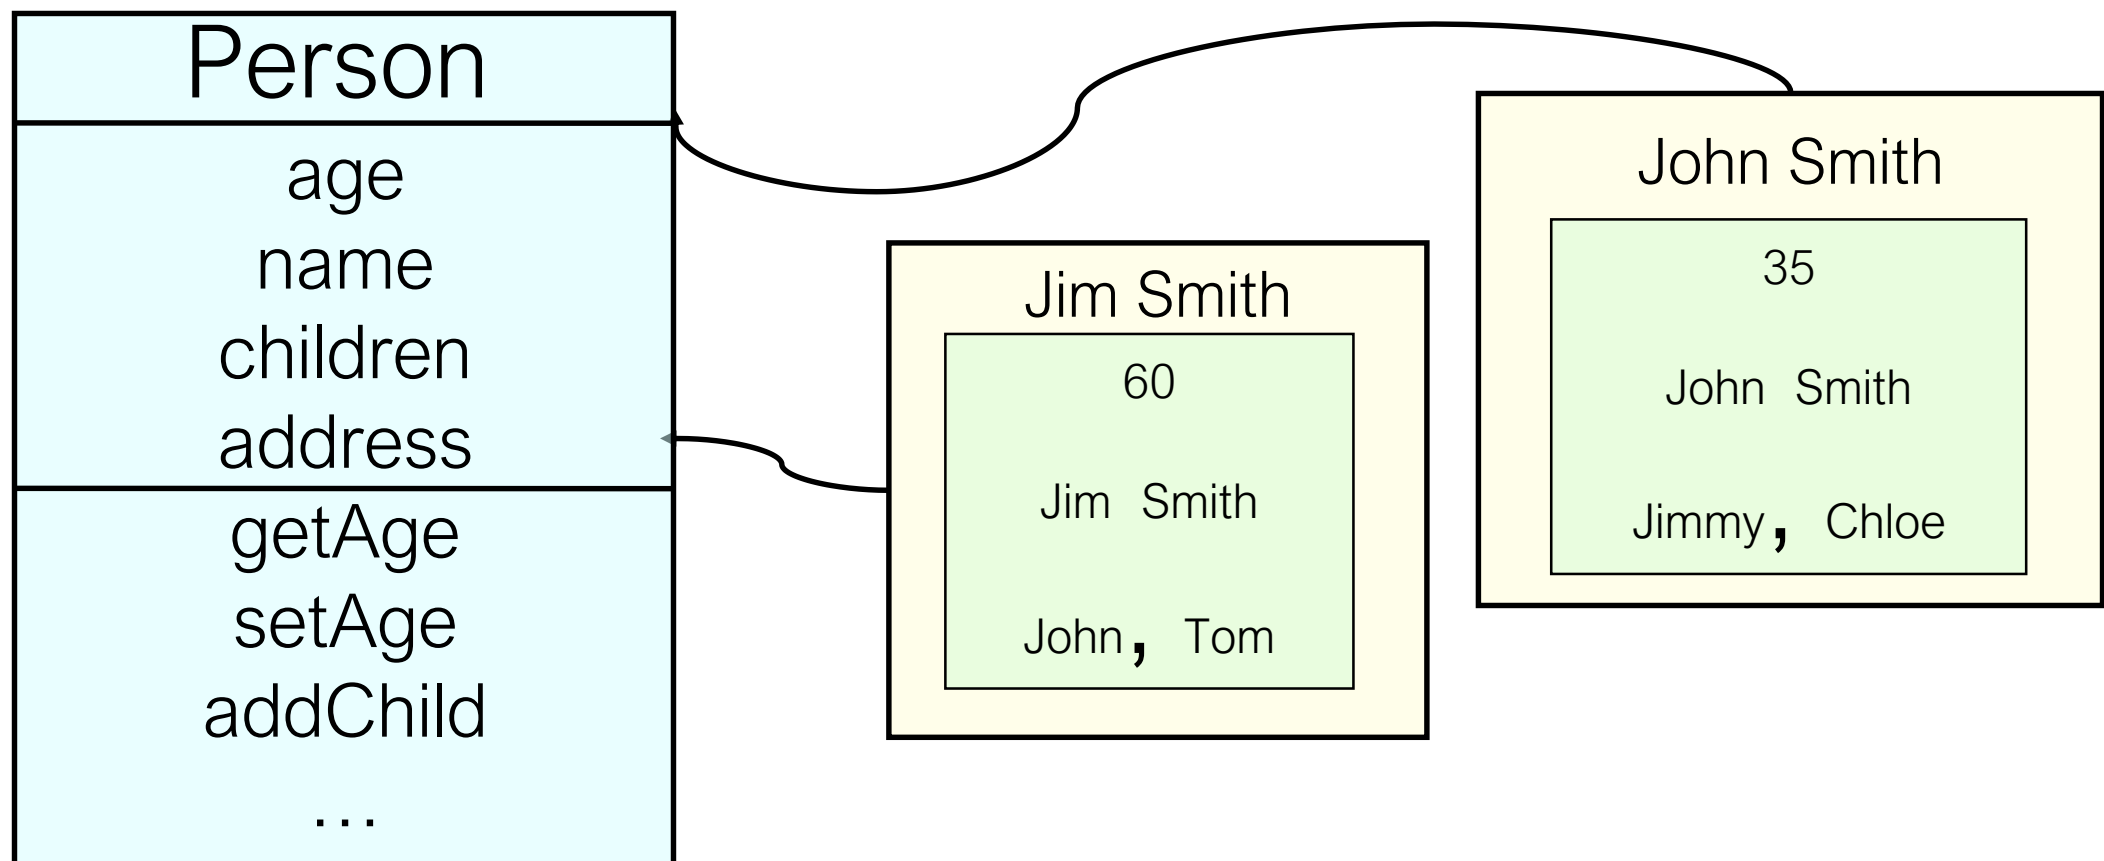 Person
age
name
children
address
getAge
setAge
addChild
...
Jim Smith
60
Jim Smith
John, Tom
John Smith
35
John Smith
Jimmy, Chloe